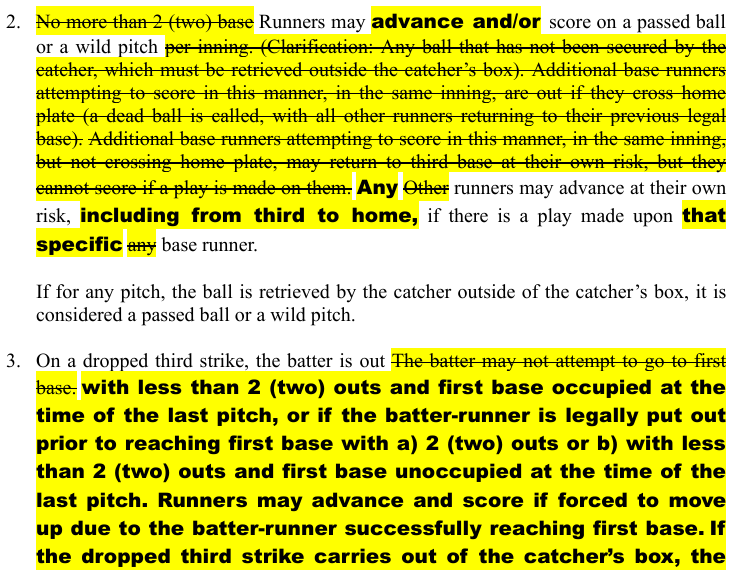 2. No more than 2 (two) base Runners may advance and/or score on a passed ball
or a wild pitch per inning. (Clarification: Any ball that has not been secured by the
catcher, which must be retrieved outside the catcher's box). Additional base runners
attempting to score in this manner, in the same inning, are out if they cross home
plate (a dead ball is called, with all other runners returning to their previous legal
base). Additional base runners attempting to score in this manner, in the same inning,
but not crossing home plate, may return to third base at their own risk, but they
cannot score if a play is made on them. Any Other runners may advance at their own
risk, including from third to home, if there is a play made upon that
specific any base runner.
If for any pitch, the ball is retrieved by the catcher outside of the catcher's box, it is
considered a passed ball or a wild pitch.
3. On a dropped third strike, the batter is out The batter may not attempt to go to first
base. with less than 2 (two) outs and first base occupied at the
time of the last pitch, or if the batter-runner is legally put out
prior to reaching first base with a) 2 (two) outs or b) with less
than 2 (two) outs and first base unoccupied at the time of the
last pitch. Runners may advance and score if forced to move
up due to the batter-runner successfully reaching first base. If
the dropped third strike carries out of the catcher's box, the